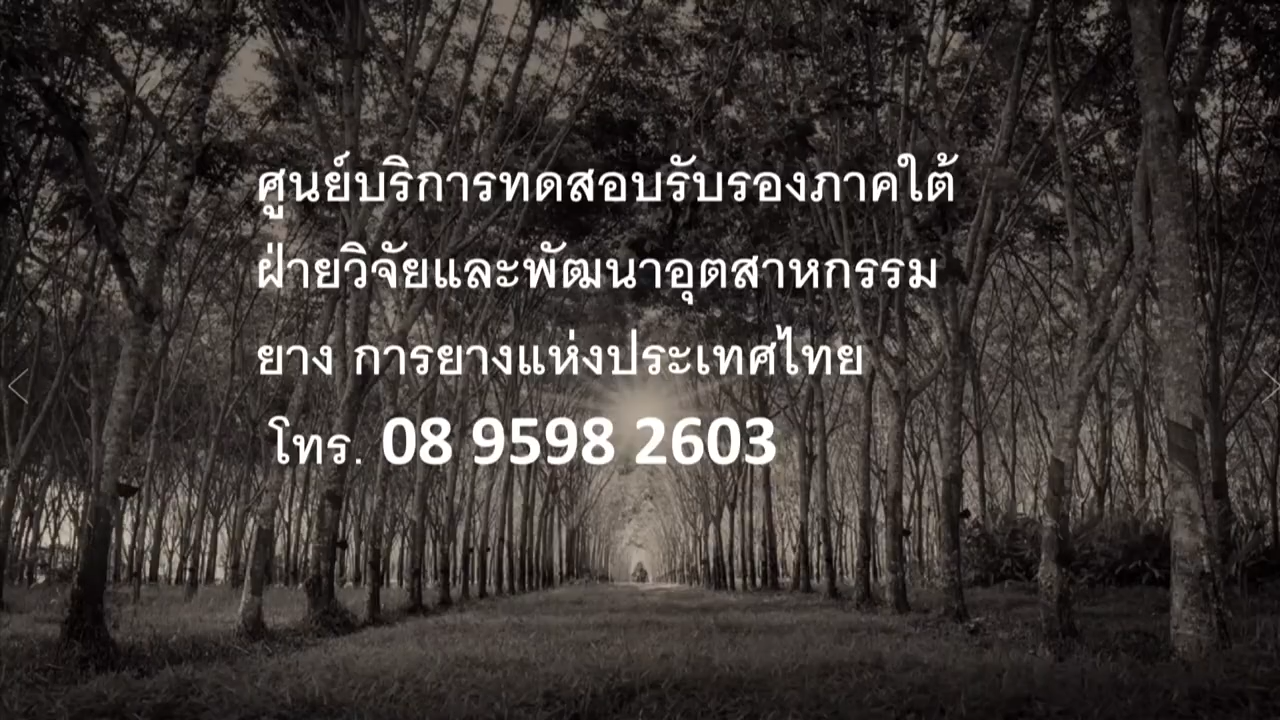 ศูนย์บริการทดสอบรับรองภาคใต้
ฝ่ายวิจัยและพัฒนาอุตสาหกรรม
ยาง การยางแห่งประเทศไทย
โทร. 08 9598 2603